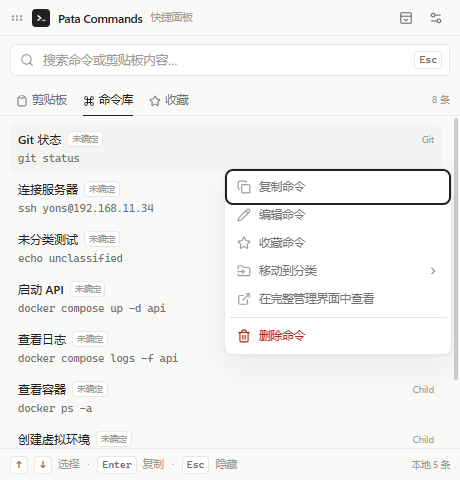 Pata Commands 快捷面板
搜索命令或剪贴板内容... Esc
剪贴板 命令库 收藏 8 条
Git 状态 未确定 Git
git status
连接服务器 未确定
ssh yons@192.168.11.34
未分类测试 未确定
echo unclassified
启动 API 未确定
docker compose up -d api
查看日志 未确定
docker compose logs -f api
查看容器 未确定 Child
docker ps -a
创建虚拟环境 未确定 Child
复制命令
编辑命令
收藏命令
移动到分类
在完整管理界面中查看
删除命令
↑ ↓ 选择 · Enter 复制 · Esc 隐藏 本地 5 条